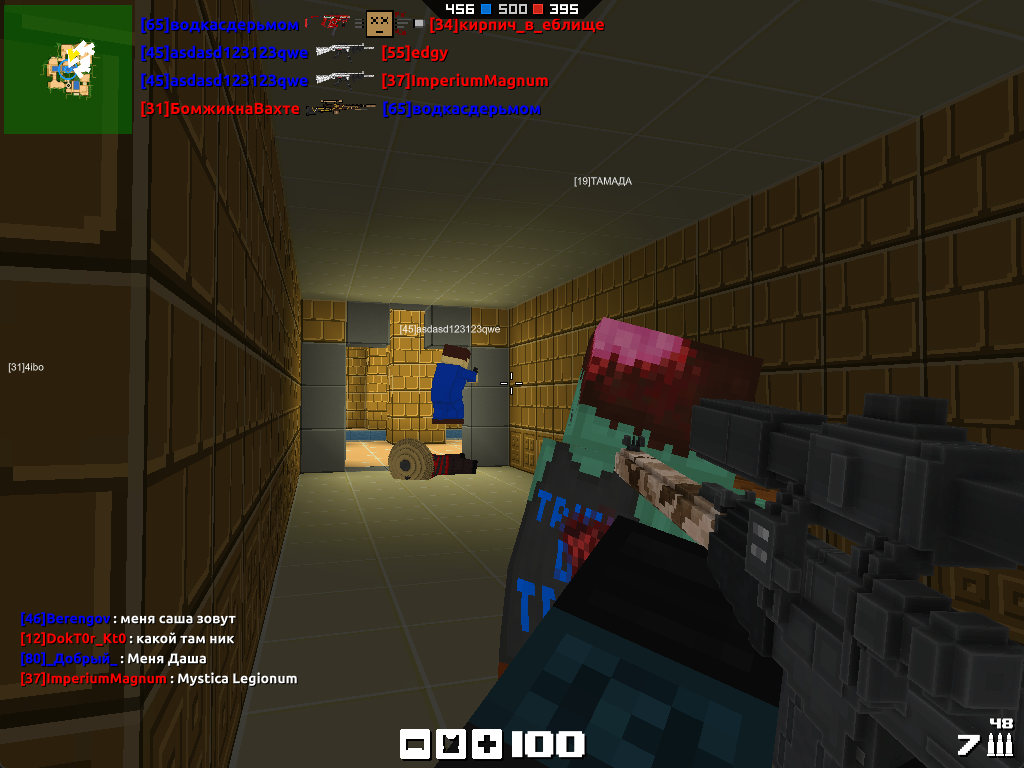 456 500 395
[65]водкасдерьмом [34]кирпич_в_еблище
[45]asdasd123123qwe [55]edgy
[45]asdasd123123qwe [37]ImperiumMagnum
[31]БомжикнаВахте [65]водкасдерьмом
[19]ТАМАДА
[45]asdasd123123qwe
[31]4ibo
[46]Berengov : меня саша зовут
[12]DokT0r_Kt0 : какой там ник
[80]_Добрый_ : Меня Даша
[37]ImperiumMagnum : Mystica Legionum
100
48
7